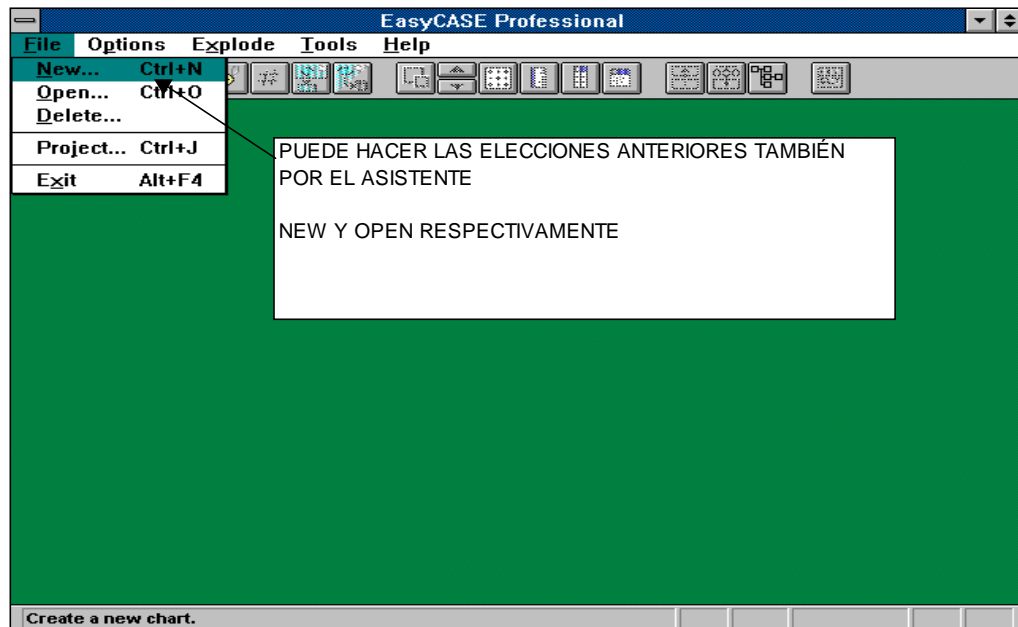 EasyCASE Professional
File Options Explode Tools Help
New... Ctrl+N
Open... Ctrl+O
Delete...
Project... Ctrl+J
Exit Alt+F4
PUEDE HACER LAS ELECCIONES ANTERIORES TAMBIÉN
POR EL ASISTENTE
NEW Y OPEN RESPECTIVAMENTE
Create a new chart.